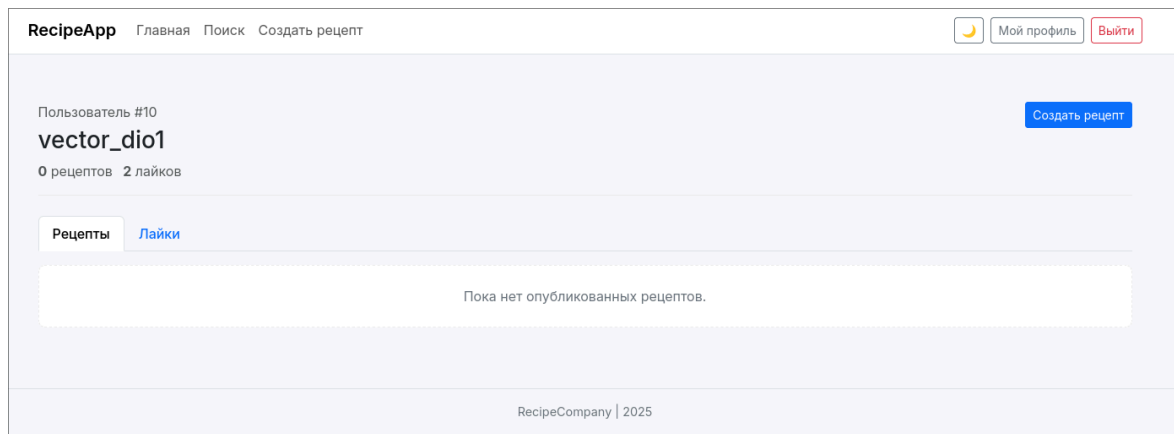 RecipeApp Главная Поиск Создать рецепт Мой профиль Выйти
Пользователь #10 Создать рецепт
vector_dio1
0 рецептов 2 лайков
Рецепты Лайки
Пока нет опубликованных рецептов.
RecipeCompany | 2025